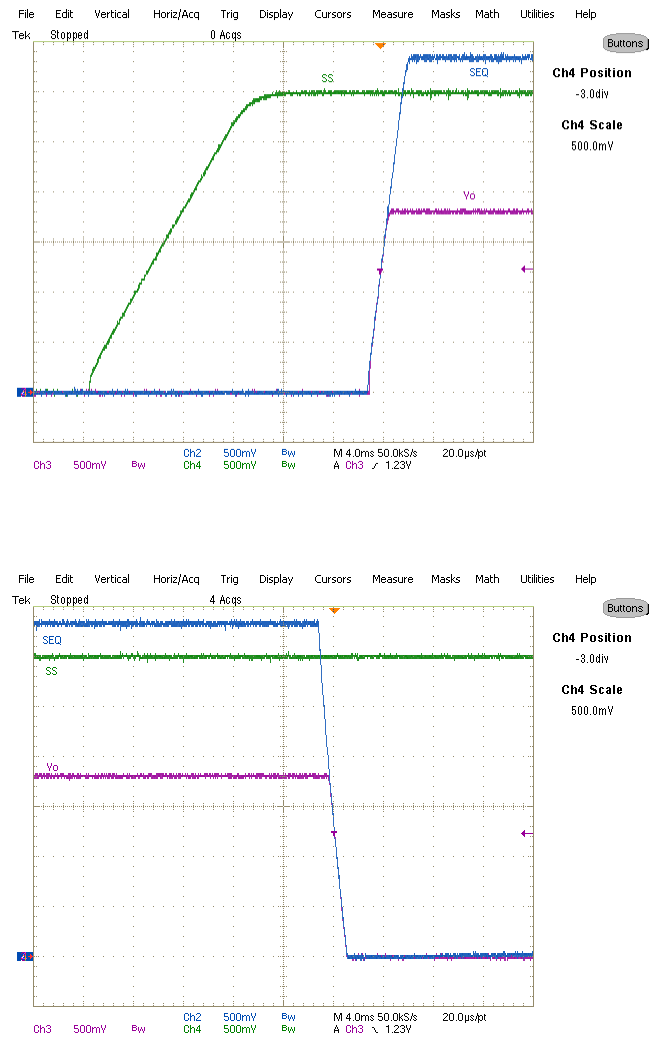 File Edit Vertical Horiz/Acq Trig Display Cursors Measure Masks Math Utilities Help
Tek Stopped 0 Acqs Buttons
SS
SEQ
Ch4 Position
-3.0div
Ch4 Scale
500.0mV
Vo
Ch2 500mV Bw M 4.0ms 50.0kS/s 20.0µs/pt
Ch3 500mV Bw Ch4 500mV Bw A Ch3 1.23V
File Edit Vertical Horiz/Acq Trig Display Cursors Measure Masks Math Utilities Help
Tek Stopped 4 Acqs Buttons
SEQ
Ch4 Position
-3.0div
SS
Ch4 Scale
500.0mV
Vo
Ch2 500mV Bw M 4.0ms 50.0kS/s 20.0µs/pt
Ch3 500mV Bw Ch4 500mV Bw A Ch3 1.23V